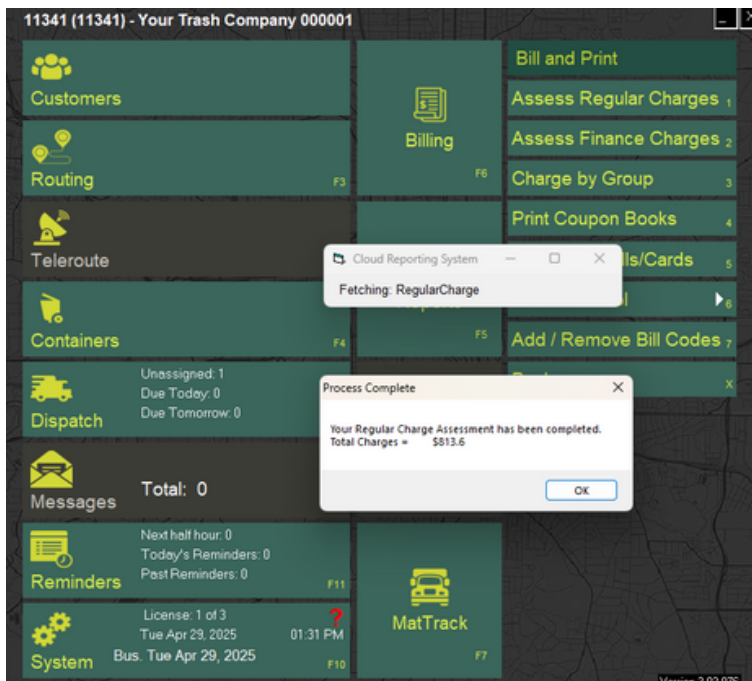 11341 (11341) - Your Trash Company 000001
Customers
Routing F3
Teleroute
Containers F4
Dispatch
Unassigned: 1
Due Today: 0
Due Tomorrow: 0
Messages
Total: 0
Reminders
Next half hour: 0
Today's Reminders: 0
Past Reminders: 0
F11
System
License: 1 of 3
?
Tue Apr 29, 2025 01:31 PM
Bus. Tue Apr 29, 2025
F10
Billing
F6
F5
MatTrack
F7
Bill and Print
Assess Regular Charges 1
Assess Finance Charges 2
Charge by Group 3
Print Coupon Books 4
lls/Cards 5
6
Add / Remove Bill Codes 7
X
Cloud Reporting System
Fetching: RegularCharge
Process Complete
Your Regular Charge Assessment has been completed.
Total Charges = $813.6
OK